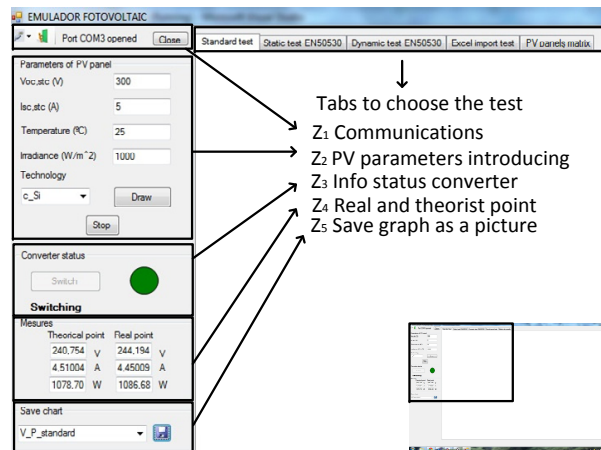 EMULADOR FOTOVOLTAIC
Port COM3 opened Close
Standard test Static test EN50530 Dynamic test EN50530 Excel import test PV panels matrix
Parameters of PV panel
Voc,stc (V) 300
Isc,stc (A) 5
Temperature (ºC) 25
Irradiance (W/m^2) 1000
Technology
c_Si Draw
Stop
Converter status
Switch
Switching
Mesures
Theorical point Real point
240,754 V 244,194 V
4.51004 A 4.45009 A
1078.70 W 1086.68 W
Save chart
V_P_standard
Tabs to choose the test
Z1 Communications
Z2 PV parameters introducing
Z3 Info status converter
Z4 Real and theorist point
Z5 Save graph as a picture